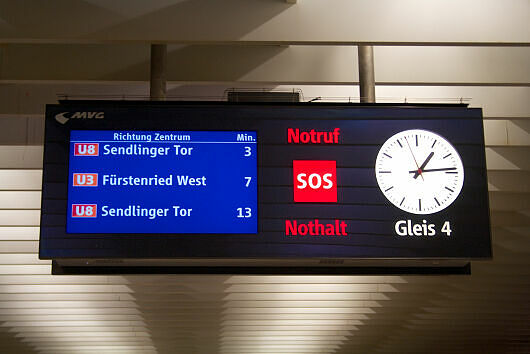 MVG
Richtung Zentrum Min.
U8 Sendlinger Tor 3
U3 Fürstenried West 7
U8 Sendlinger Tor 13
Notruf
SOS
Nothalt
Gleis 4